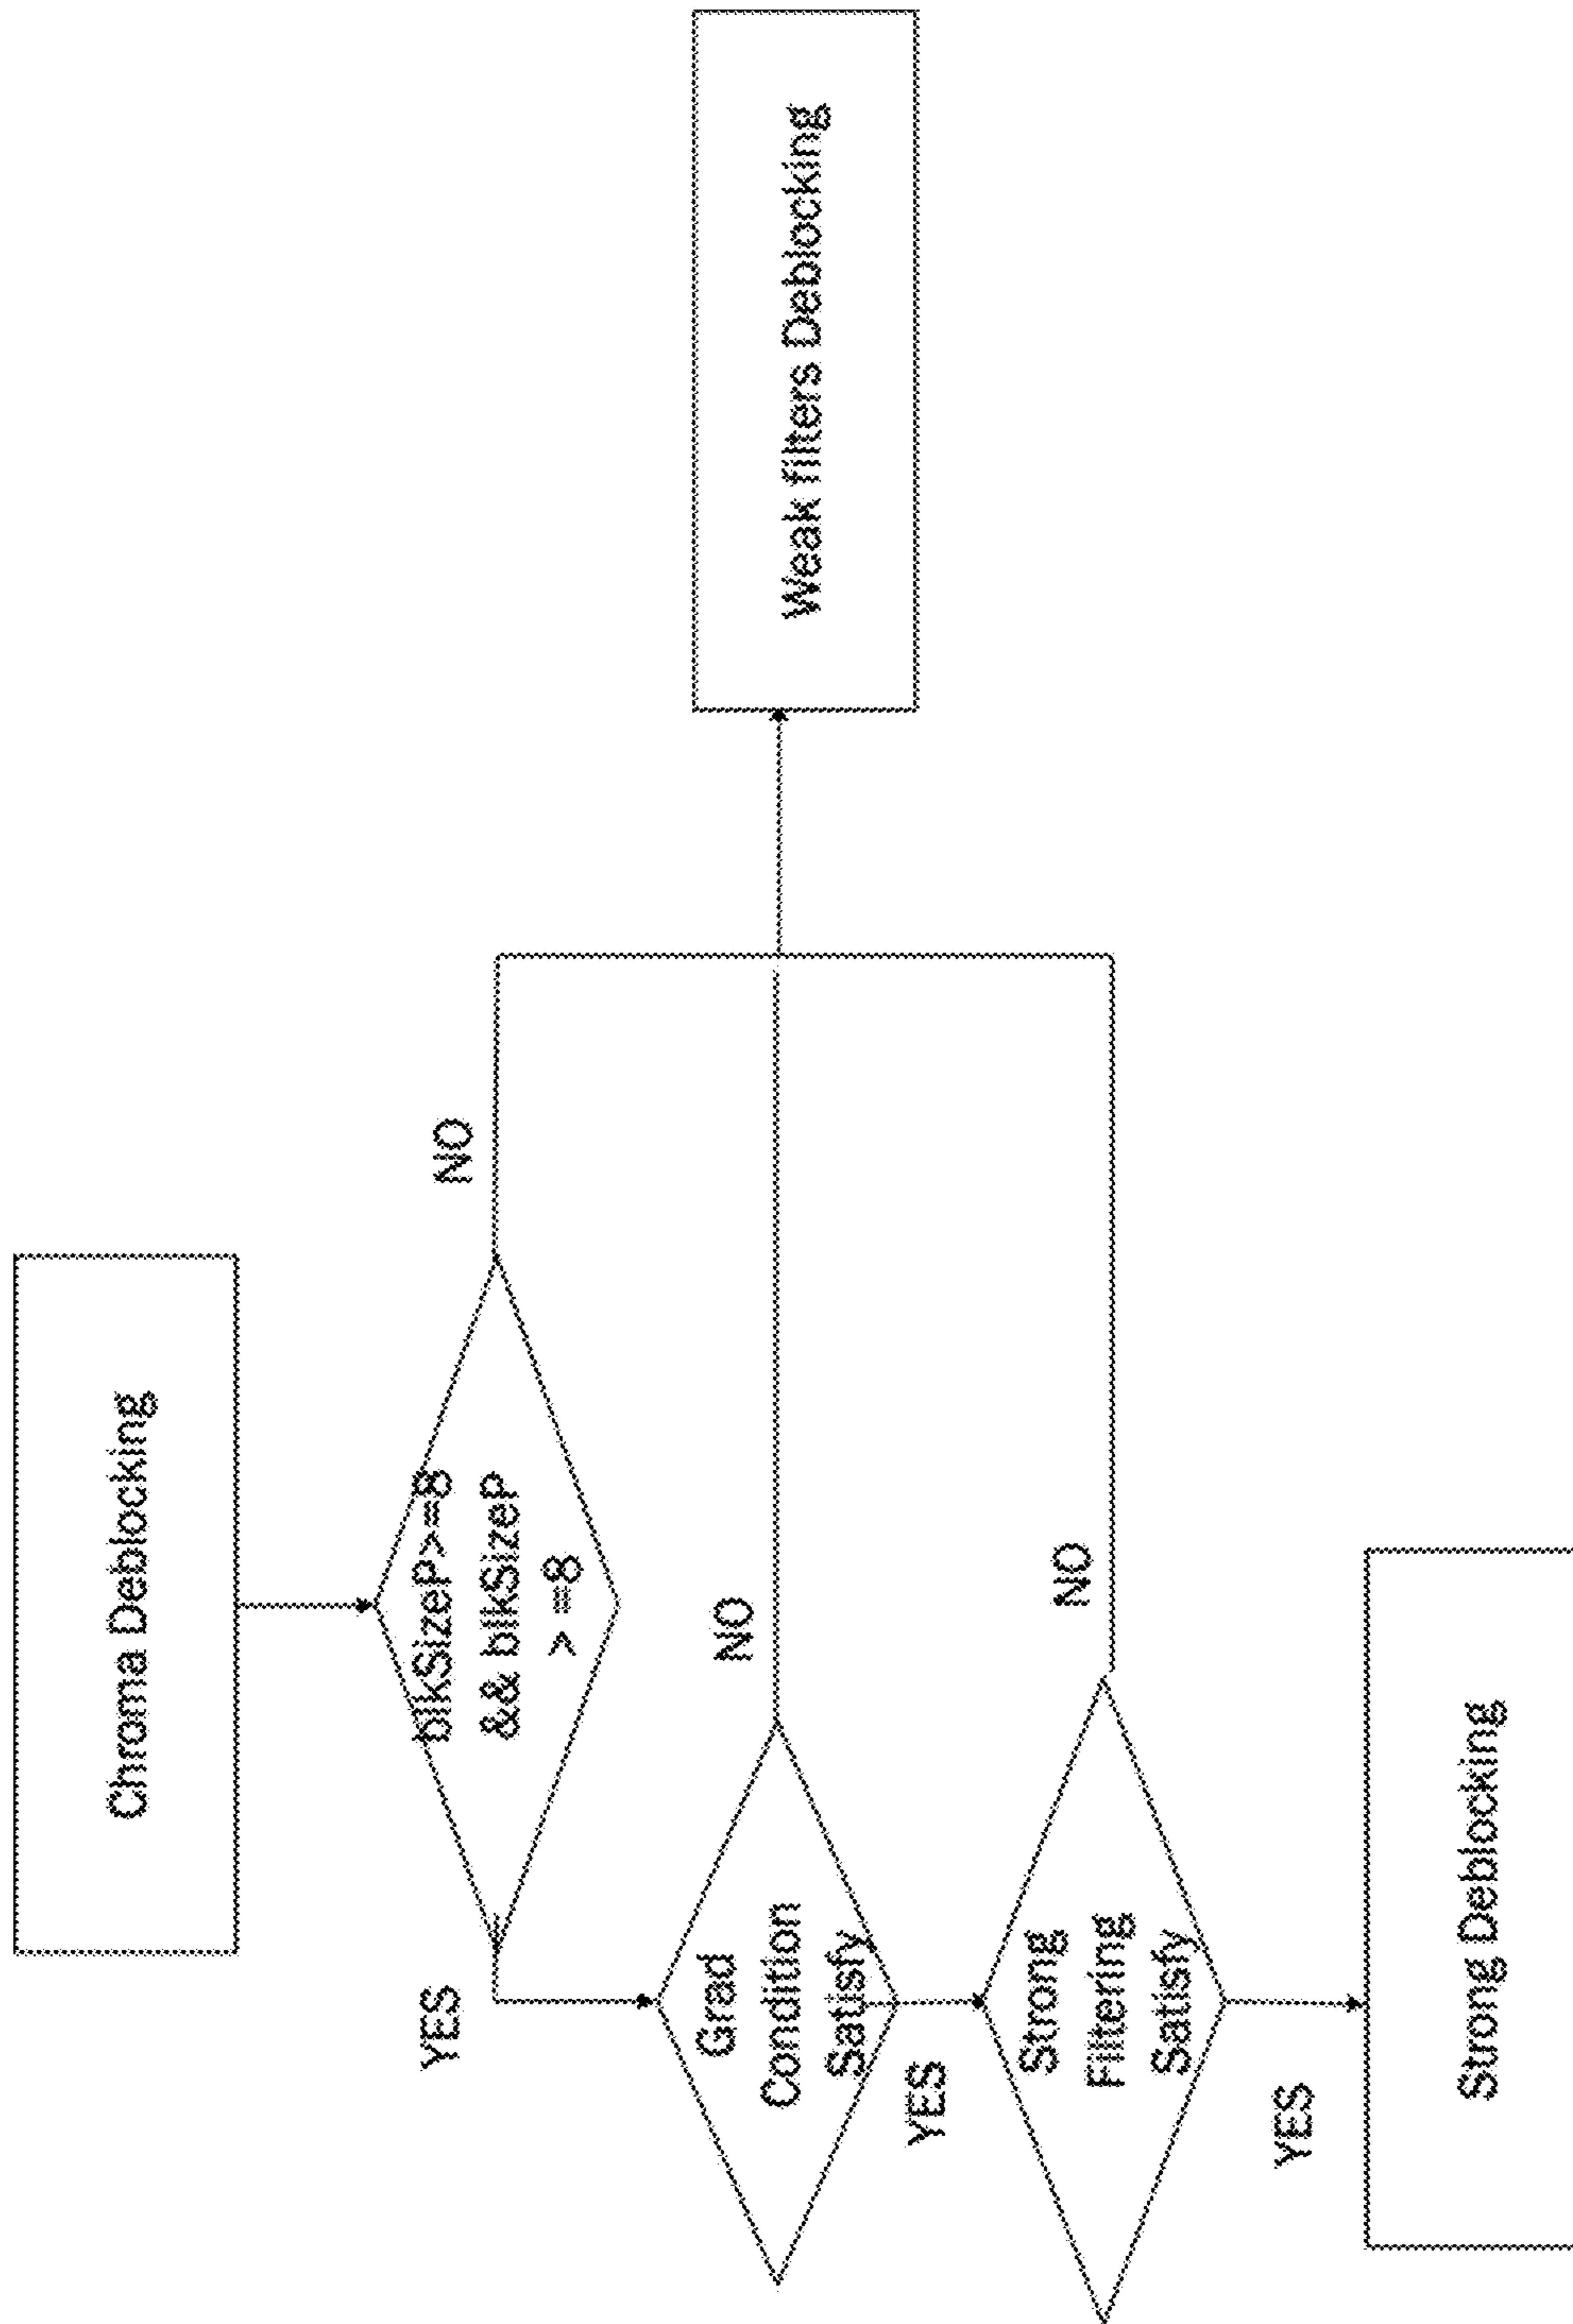 Chroma Deblocking
blkSizeP>=8
&& blkSizeP
> =8
YES
NO
Grad
Condition
Satisfy
NO
YES
Strong
Filtering
Satisfy
NO
YES
Weak filters Deblocking
Strong Deblocking